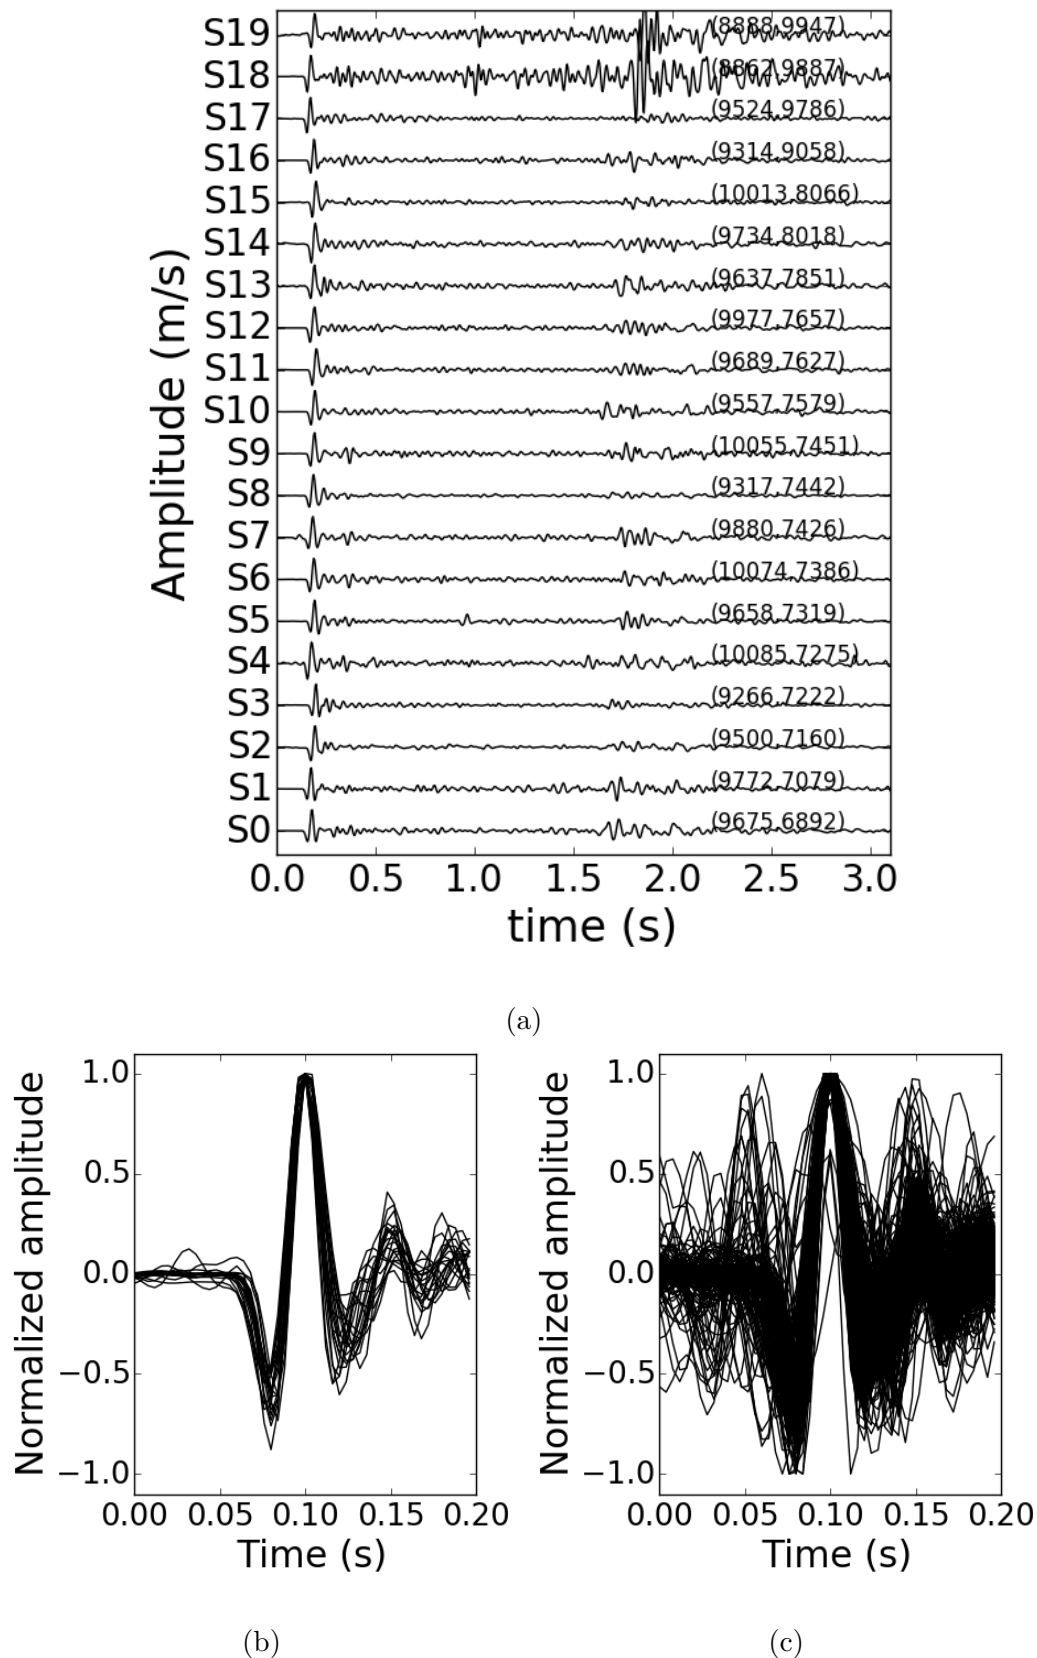 Amplitude (m/s)
S19 (8888,9947)
S18 (8862,9887)
S17 (9524,9786)
S16 (9314,9058)
S15 (10013,8066)
S14 (9734,8018)
S13 (9637,7851)
S12 (9977,7657)
S11 (9689,7627)
S10 (9557,7579)
S9 (10055,7451)
S8 (9317,7442)
S7 (9880,7426)
S6 (10074,7386)
S5 (9658,7319)
S4 (10085,7275)
S3 (9266,7222)
S2 (9500,7160)
S1 (9772,7079)
S0 (9675,6892)
0.0 0.5 1.0 1.5 2.0 2.5 3.0
time (s)
(a)
Normalized amplitude
1.0
0.5
0.0
−0.5
−1.0
0.00 0.05 0.10 0.15 0.20
Time (s)
(b)
Normalized amplitude
1.0
0.5
0.0
−0.5
−1.0
0.00 0.05 0.10 0.15 0.20
Time (s)
(c)